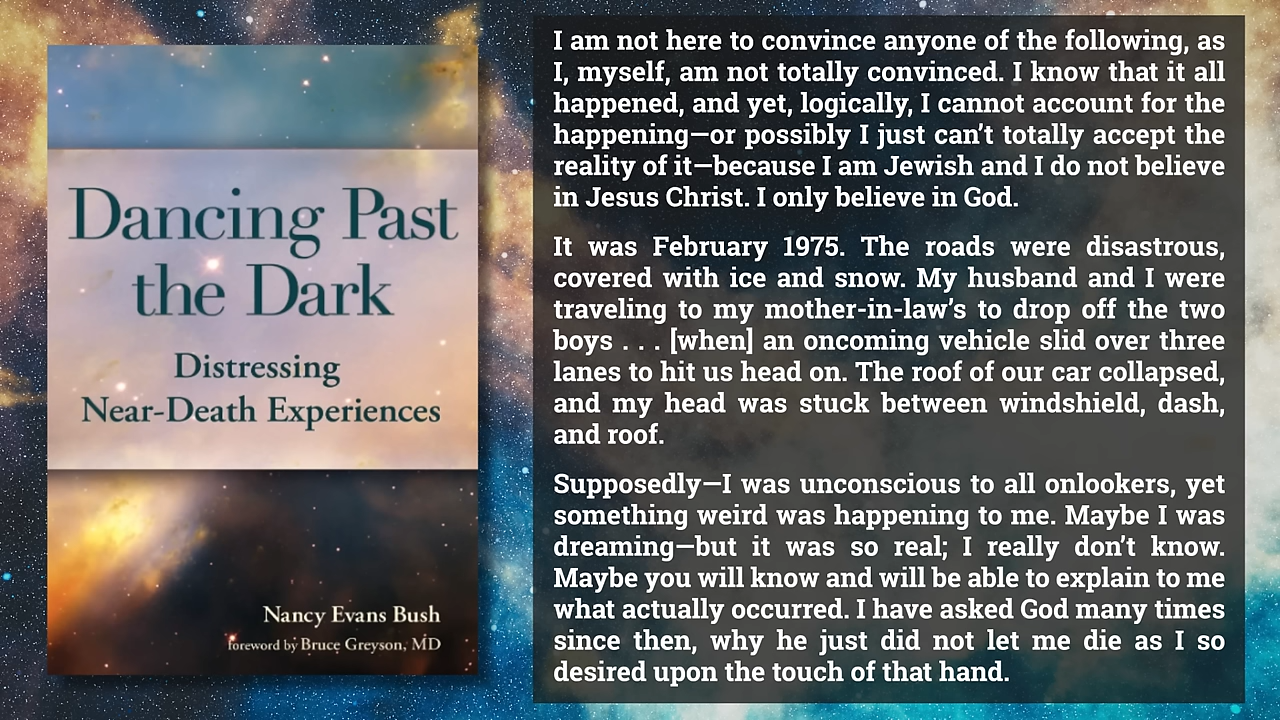 Dancing Past
the Dark
Distressing
Near-Death Experiences
Nancy Evans Bush
foreword by Bruce Greyson, MD
I am not here to convince anyone of the following, as
I, myself, am not totally convinced. I know that it all
happened, and yet, logically, I cannot account for the
happening—or possibly I just can’t totally accept the
reality of it—because I am Jewish and I do not believe
in Jesus Christ. I only believe in God.
It was February 1975. The roads were disastrous,
covered with ice and snow. My husband and I were
traveling to my mother-in-law’s to drop off the two
boys . . . [when] an oncoming vehicle slid over three
lanes to hit us head on. The roof of our car collapsed,
and my head was stuck between windshield, dash,
and roof.
Supposedly—I was unconscious to all onlookers, yet
something weird was happening to me. Maybe I was
dreaming—but it was so real; I really don’t know.
Maybe you will know and will be able to explain to me
what actually occurred. I have asked God many times
since then, why he just did not let me die as I so
desired upon the touch of that hand.